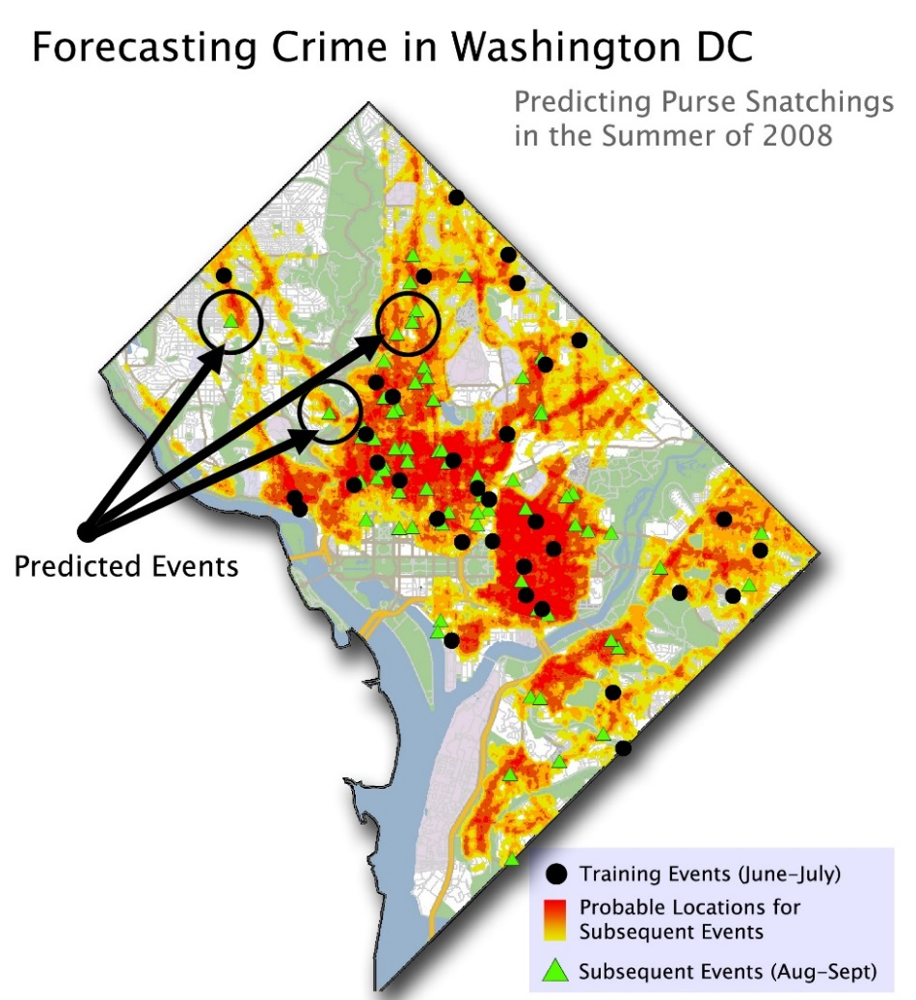 Forecasting Crime in Washington DC
Predicting Purse Snatchings
in the Summer of 2008
Predicted Events
Training Events (June–July)
Probable Locations for
Subsequent Events
Subsequent Events (Aug–Sept)